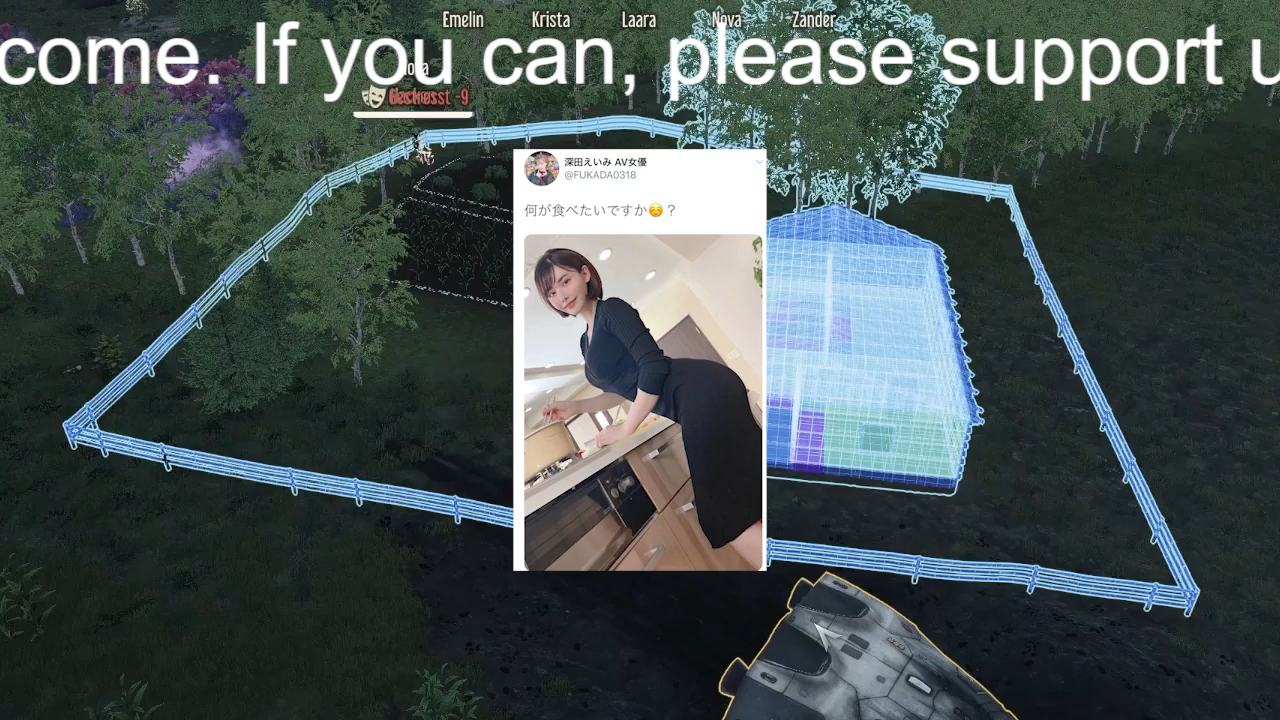 Emelin Krista Laara Nova Zander
come. If you can, please support u
-9
深田えいみ AV女優
@FUKADA0318
何が食べたいですか☺️？